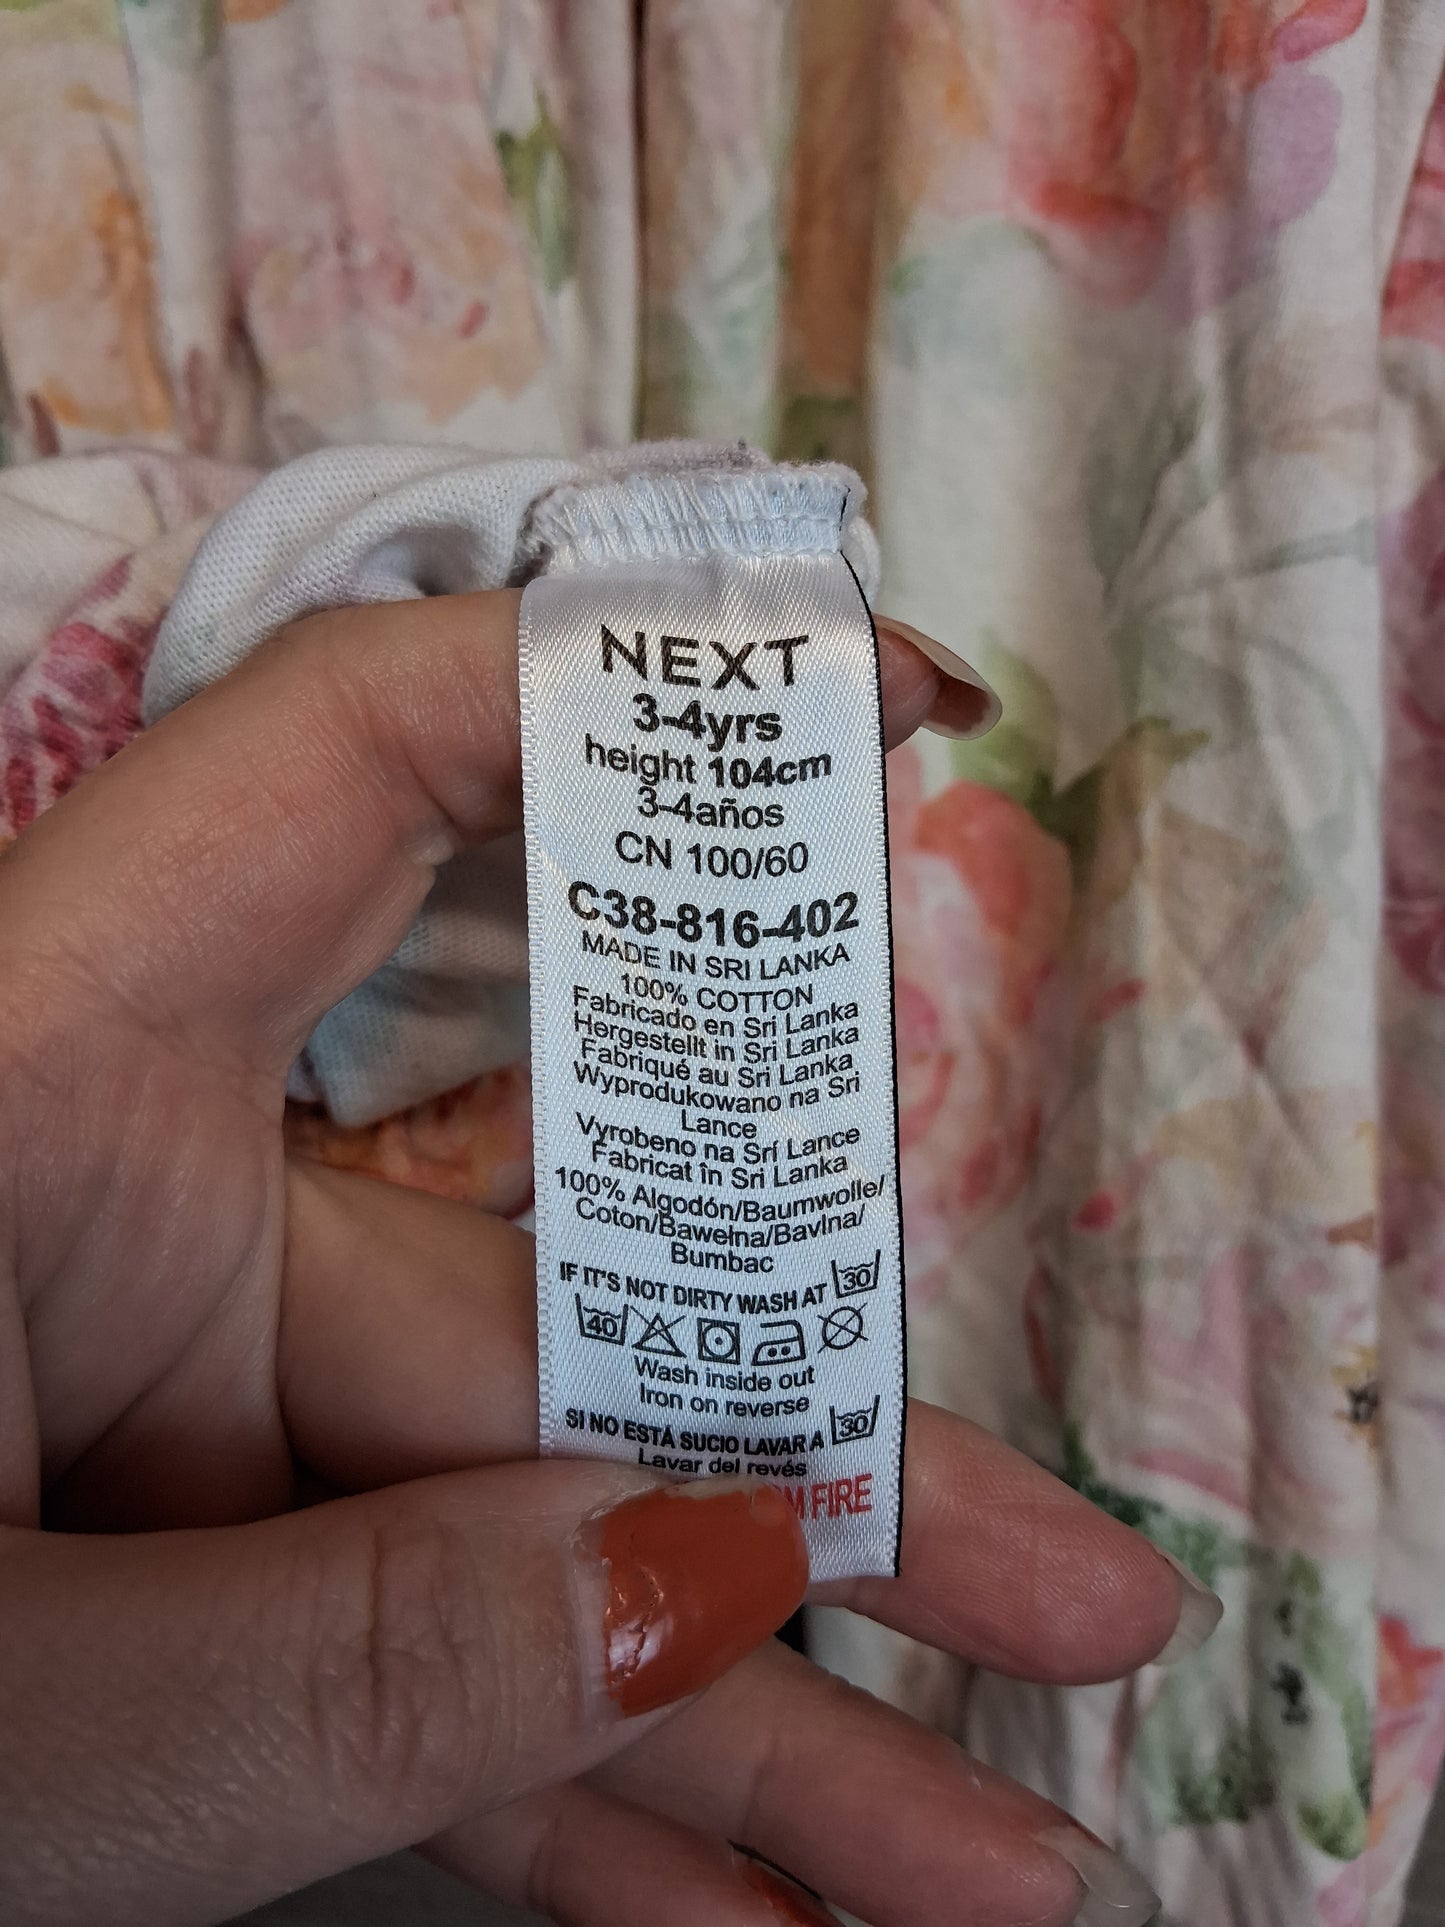 NEXT
3-4yrs
height 104cm
3-4años
CN 100/60
C38-816-402
MADE IN SRI LANKA
100% COTTON
Fabricado en Sri Lanka
Hergestellt in Sri Lanka
Fabriqué au Sri Lanka
Wyprodukowano na Sri
Lance
Vyrobeno na Srí Lance
Fabricat în Sri Lanka
100% Algodón/Baumwolle/
Coton/Bawełna/Bavlna/
Bumbac
IF IT'S NOT DIRTY WASH AT 30
40
Wash inside out
Iron on reverse
SI NO ESTÁ SUCIO LAVAR A 30
Lavar del revés
FIRE